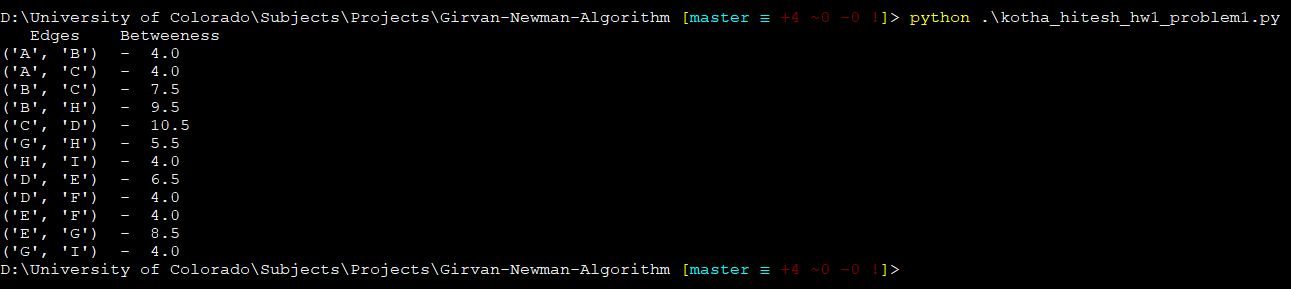 D:\University of Colorado\Subjects\Projects\Girvan-Newman-Algorithm [master ≡ +4 ~0 -0 !]> python .\kotha_hitesh_hw1_problem1.py
   Edges    Betweeness
('A', 'B')  -  4.0
('A', 'C')  -  4.0
('B', 'C')  -  7.5
('B', 'H')  -  9.5
('C', 'D')  -  10.5
('G', 'H')  -  5.5
('H', 'I')  -  4.0
('D', 'E')  -  6.5
('D', 'F')  -  4.0
('E', 'F')  -  4.0
('E', 'G')  -  8.5
('G', 'I')  -  4.0
D:\University of Colorado\Subjects\Projects\Girvan-Newman-Algorithm [master ≡ +4 ~0 -0 !]>